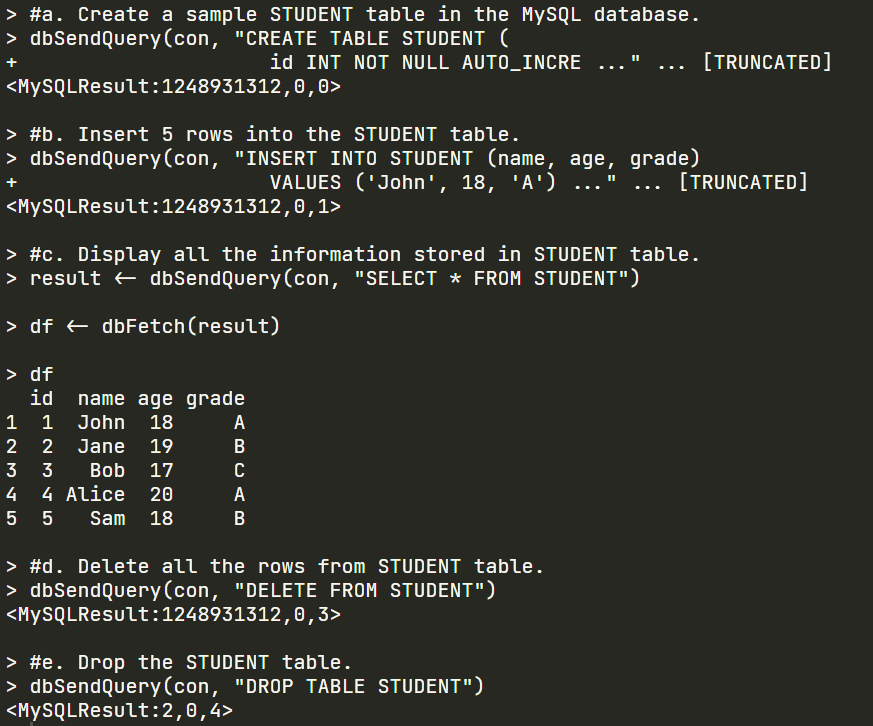 > #a. Create a sample STUDENT table in the MySQL database.
> dbSendQuery(con, "CREATE TABLE STUDENT (
+                     id INT NOT NULL AUTO_INCRE ..." ... [TRUNCATED]
<MySQLResult:1248931312,0,0>

> #b. Insert 5 rows into the STUDENT table.
> dbSendQuery(con, "INSERT INTO STUDENT (name, age, grade)
+                     VALUES ('John', 18, 'A') ..." ... [TRUNCATED]
<MySQLResult:1248931312,0,1>

> #c. Display all the information stored in STUDENT table.
> result <- dbSendQuery(con, "SELECT * FROM STUDENT")

> df <- dbFetch(result)

> df
  id  name age grade
1  1  John  18     A
2  2  Jane  19     B
3  3   Bob  17     C
4  4 Alice  20     A
5  5   Sam  18     B

> #d. Delete all the rows from STUDENT table.
> dbSendQuery(con, "DELETE FROM STUDENT")
<MySQLResult:1248931312,0,3>

> #e. Drop the STUDENT table.
> dbSendQuery(con, "DROP TABLE STUDENT")
<MySQLResult:2,0,4>